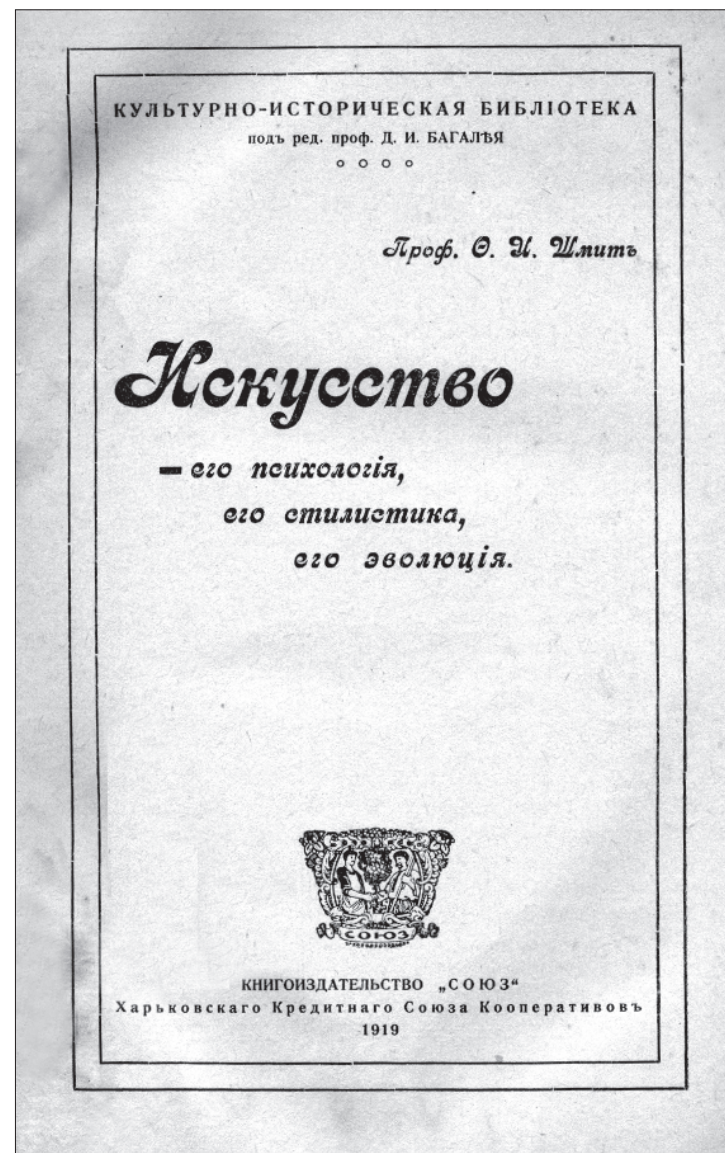 КУЛЬТУРНО-ИСТОРИЧЕСКАЯ БИБЛІОТЕКА
подъ ред. проф. Д. И. БАГАЛѢЯ
Проф. Ѳ. И. Шмитъ
Искусство
— его психологія,
его стилистика,
его эволюція.
СОЮЗ
КНИГОИЗДАТЕЛЬСТВО „СОЮЗ“
Харьковскаго Кредитнаго Союза Кооперативовъ
1919